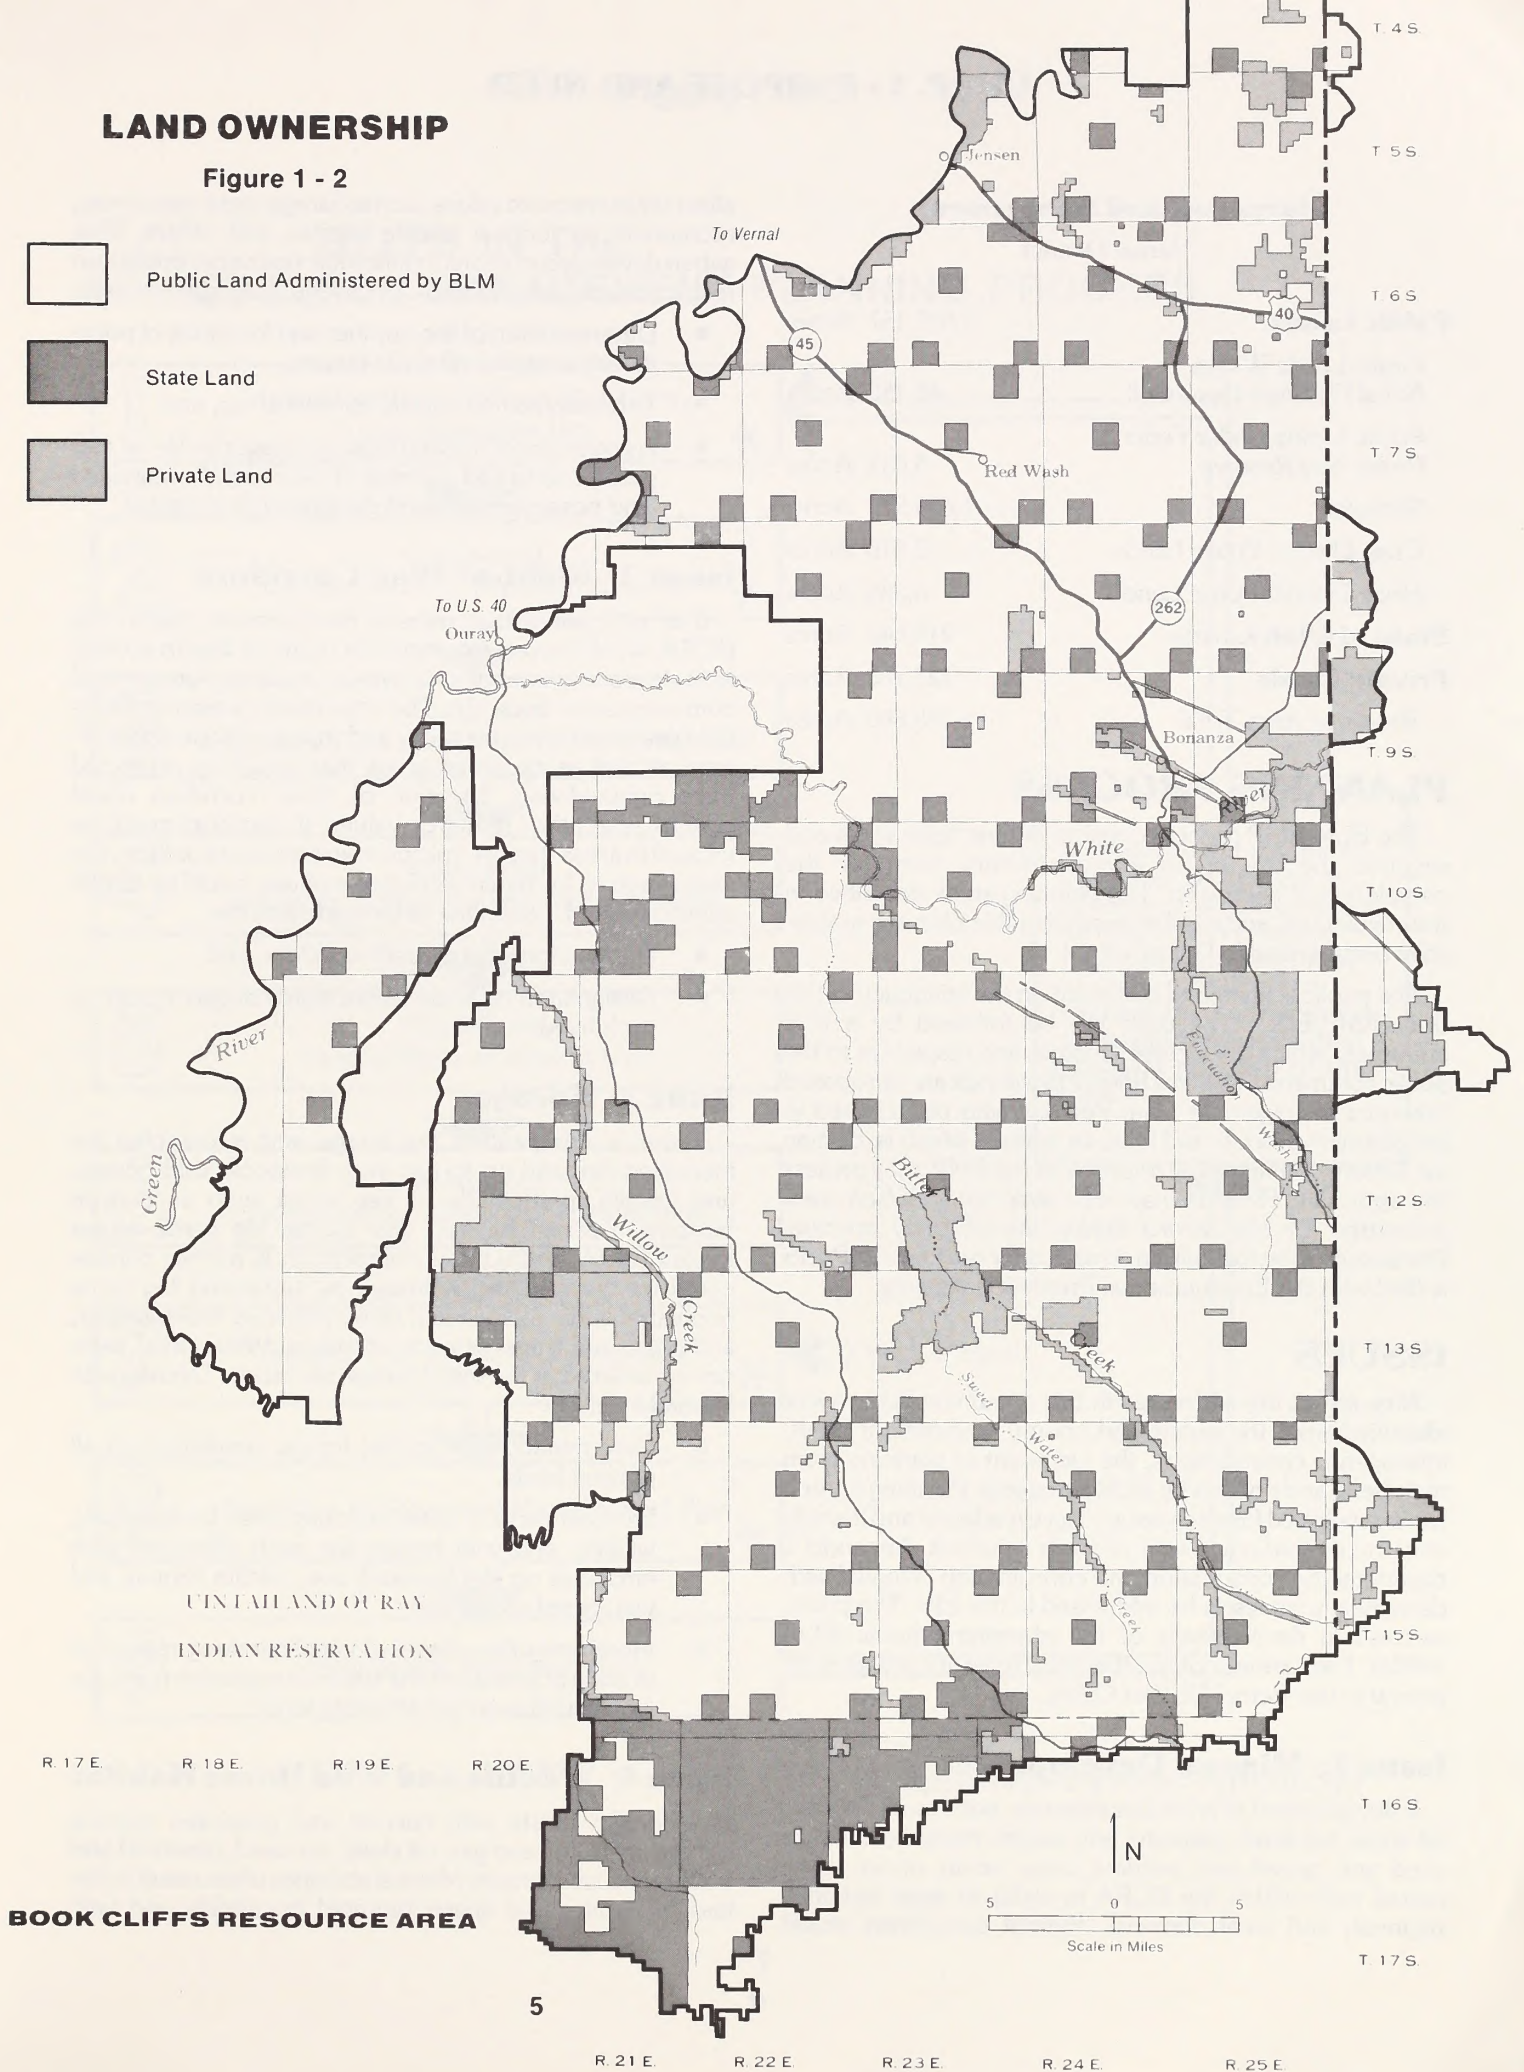 LAND OWNERSHIP
Figure 1 - 2
Public Land Administered by BLM
State Land
Private Land
T. 4 S.
Jensen
T. 5 S.
To Vernal
T. 6 S.
40
45
Red Wash
T. 7 S.
To U.S. 40
Ouray
262
Bonanza
T. 9 S.
River
White
T. 10 S.
River
Evacuation
Wash
Green
Bitter
T. 12 S.
Willow
Creek
Creek
T. 13 S.
Sweet
Water
Creek
UINTAH AND OURAY
INDIAN RESERVATION
T. 15 S.
R. 17 E.
R. 18 E.
R. 19 E.
R. 20 E.
T. 16 S.
N
5
0
5
Scale in Miles
BOOK CLIFFS RESOURCE AREA
T. 17 S.
5
R. 21 E.
R. 22 E.
R. 23 E.
R. 24 E.
R. 25 E.